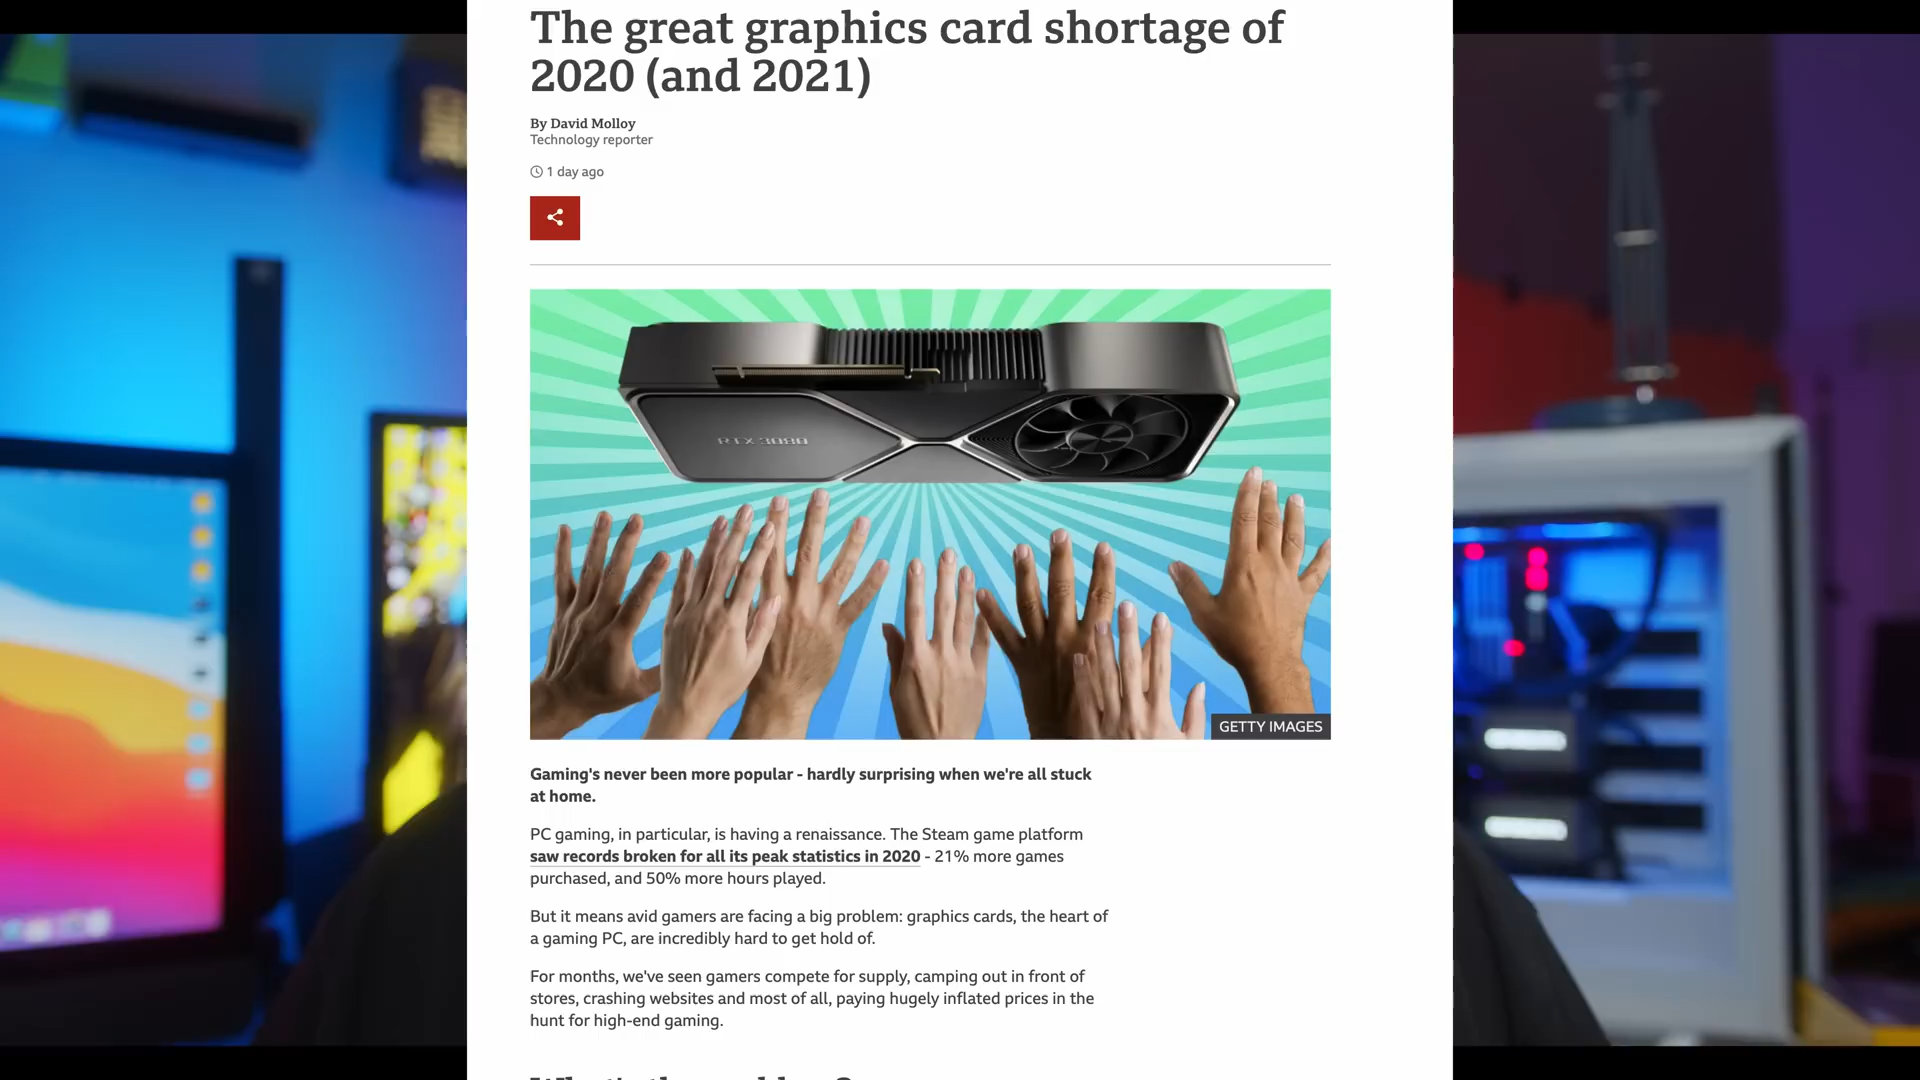 The great graphics card shortage of
2020 (and 2021)
By David Molloy
Technology reporter
1 day ago
RTX 3080
GETTY IMAGES
Gaming's never been more popular - hardly surprising when we're all stuck
at home.
PC gaming, in particular, is having a renaissance. The Steam game platform
saw records broken for all its peak statistics in 2020 - 21% more games
purchased, and 50% more hours played.
But it means avid gamers are facing a big problem: graphics cards, the heart of
a gaming PC, are incredibly hard to get hold of.
For months, we've seen gamers compete for supply, camping out in front of
stores, crashing websites and most of all, paying hugely inflated prices in the
hunt for high-end gaming.